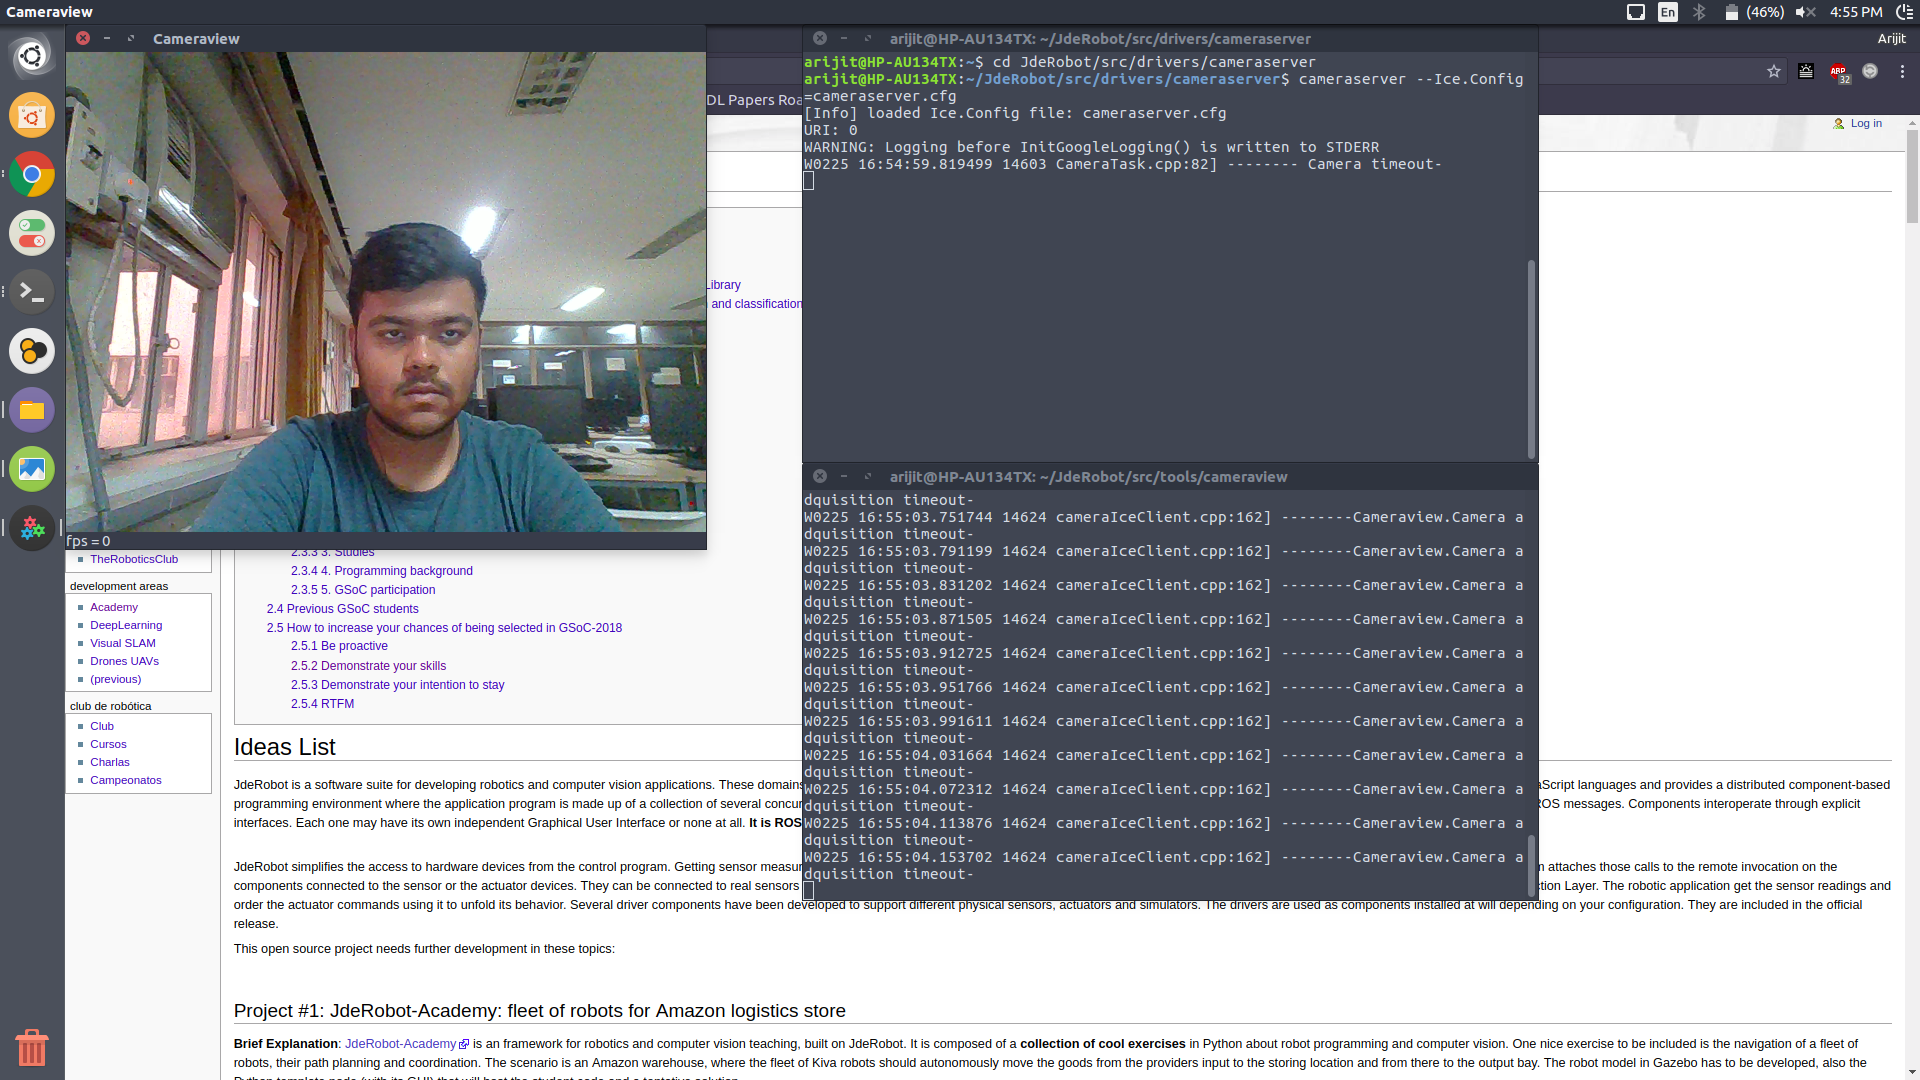 Cameraview
En
(46%)
4:55 PM
Arijit
Cameraview
fps = 0
arijit@HP-AU134TX: ~/JdeRobot/src/drivers/cameraserver
arijit@HP-AU134TX:~$ cd JdeRobot/src/drivers/cameraserver
arijit@HP-AU134TX:~/JdeRobot/src/drivers/cameraserver$ cameraserver --Ice.Config
=cameraserver.cfg
[Info] loaded Ice.Config file: cameraserver.cfg
URI: 0
WARNING: Logging before InitGoogleLogging() is written to STDERR
W0225 16:54:59.819499 14603 CameraTask.cpp:82] -------- Camera timeout-
arijit@HP-AU134TX: ~/JdeRobot/src/tools/cameraview
dquisition timeout-
W0225 16:55:03.751744 14624 cameraIceClient.cpp:162] --------Cameraview.Camera a
dquisition timeout-
W0225 16:55:03.791199 14624 cameraIceClient.cpp:162] --------Cameraview.Camera a
dquisition timeout-
W0225 16:55:03.831202 14624 cameraIceClient.cpp:162] --------Cameraview.Camera a
dquisition timeout-
W0225 16:55:03.871505 14624 cameraIceClient.cpp:162] --------Cameraview.Camera a
dquisition timeout-
W0225 16:55:03.912725 14624 cameraIceClient.cpp:162] --------Cameraview.Camera a
dquisition timeout-
W0225 16:55:03.951766 14624 cameraIceClient.cpp:162] --------Cameraview.Camera a
dquisition timeout-
W0225 16:55:03.991611 14624 cameraIceClient.cpp:162] --------Cameraview.Camera a
dquisition timeout-
W0225 16:55:04.031664 14624 cameraIceClient.cpp:162] --------Cameraview.Camera a
dquisition timeout-
W0225 16:55:04.072312 14624 cameraIceClient.cpp:162] --------Cameraview.Camera a
dquisition timeout-
W0225 16:55:04.113876 14624 cameraIceClient.cpp:162] --------Cameraview.Camera a
dquisition timeout-
W0225 16:55:04.153702 14624 cameraIceClient.cpp:162] --------Cameraview.Camera a
dquisition timeout-
ABP
32
DL Papers Roa
Log in
Library
and classification
TheRoboticsClub
development areas
Academy
DeepLearning
Visual SLAM
Drones UAVs
(previous)
club de robótica
Club
Cursos
Charlas
Campeonatos
2.3.3 3. Studies
2.3.4 4. Programming background
2.3.5 5. GSoC participation
2.4 Previous GSoC students
2.5 How to increase your chances of being selected in GSoC-2018
2.5.1 Be proactive
2.5.2 Demonstrate your skills
2.5.3 Demonstrate your intention to stay
2.5.4 RTFM
Ideas List
JdeRobot is a software suite for developing robotics and computer vision applications. These domains aScript languages and provides a distributed component-based
programming environment where the application program is made up of a collection of several concur ROS messages. Components interoperate through explicit
interfaces. Each one may have its own independent Graphical User Interface or none at all. It is ROS
JdeRobot simplifies the access to hardware devices from the control program. Getting sensor measur n attaches those calls to the remote invocation on the
components connected to the sensor or the actuator devices. They can be connected to real sensors ction Layer. The robotic application get the sensor readings and
order the actuator commands using it to unfold its behavior. Several driver components have been developed to support different physical sensors, actuators and simulators. The drivers are used as components installed at will depending on your configuration. They are included in the official
release.
This open source project needs further development in these topics:
Project #1: JdeRobot-Academy: fleet of robots for Amazon logistics store
Brief Explanation: JdeRobot-Academy is an framework for robotics and computer vision teaching, built on JdeRobot. It is composed of a collection of cool exercises in Python about robot programming and computer vision. One nice exercise to be included is the navigation of a fleet of
robots, their path planning and coordination. The scenario is an Amazon warehouse, where the fleet of Kiva robots should autonomously move the goods from the providers input to the storing location and from there to the output bay. The robot model in Gazebo has to be developed, also the